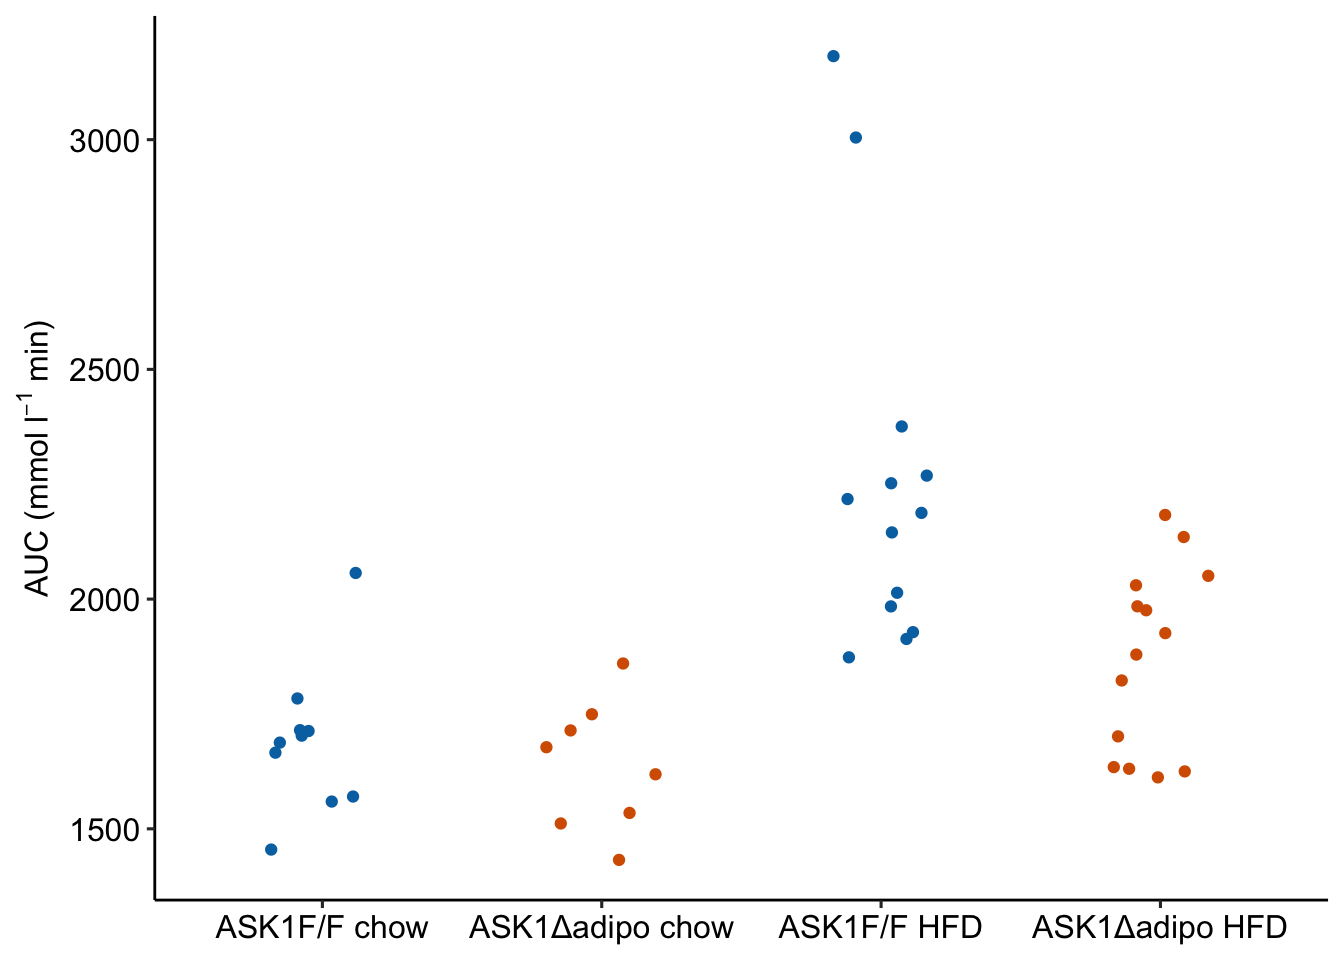 3000
2500
2000
1500
AUC (mmol l⁻¹ min)
ASK1F/F chow
ASK1Δadipo chow
ASK1F/F HFD
ASK1Δadipo HFD